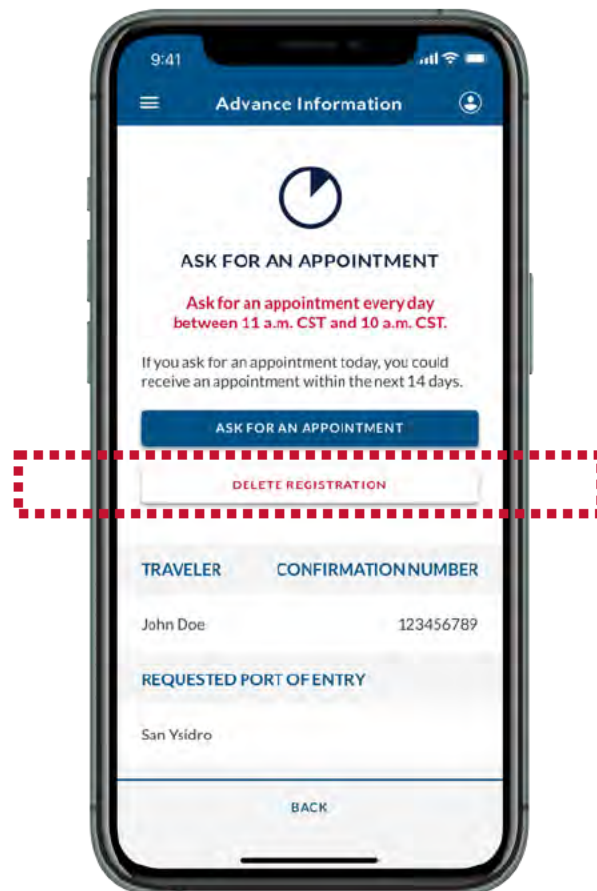 9:41
Advance Information
ASK FOR AN APPOINTMENT
Ask for an appointment every day
between 11 a.m. CST and 10 a.m. CST.
If you ask for an appointment today, you could
receive an appointment within the next 14 days.
ASK FOR AN APPOINTMENT
DELETE REGISTRATION
TRAVELER CONFIRMATION NUMBER
John Doe 123456789
REQUESTED PORT OF ENTRY
San Ysidro
BACK